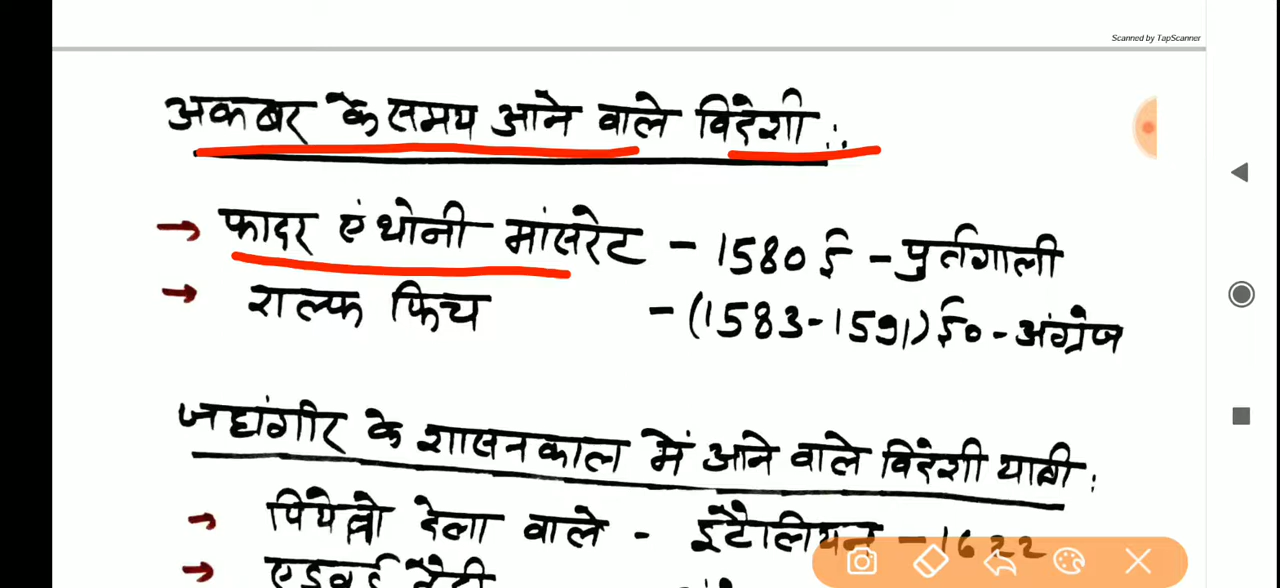 Scanned by TapScanner
अकबर के समय आने वाले विदेशी :.
→ फादर एंथोनी मांसरेट - 1580 ई - पुर्तगाली
→ राल्फ फिच - (1583-1591) ई० - अंग्रेज
जहांगीर के शासनकाल में आने वाले विदेशी यात्री :
→ पियेत्रो देला वाले - इटैलियन - 1622
→ एडवर्ड टैरी